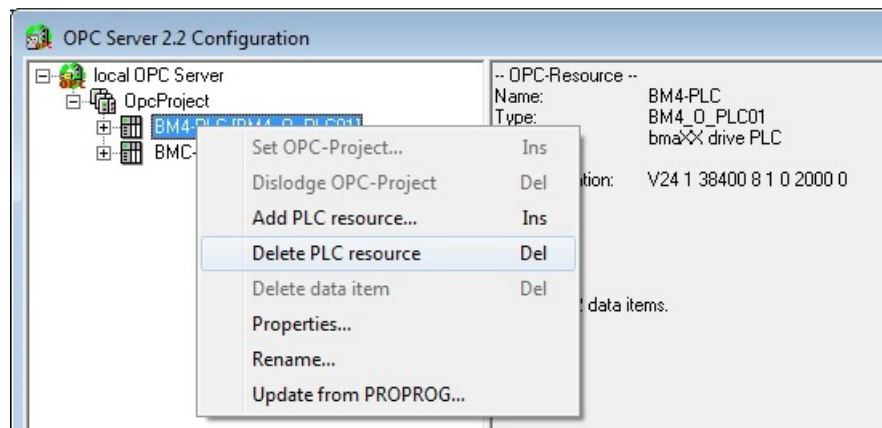 OPC Server 2.2 Configuration
local OPC Server
OpcProject
BM4-PLC [BM4_O_PLC01]
BMC-
-- OPC-Resource --
Name: BM4-PLC
Type: BM4_O_PLC01
bmaXX drive PLC
ation: V24 1 38400 8 1 0 2000 0
data items.
Set OPC-Project... Ins
Dislodge OPC-Project Del
Add PLC resource... Ins
Delete PLC resource Del
Delete data item Del
Properties...
Rename...
Update from PROPROG...